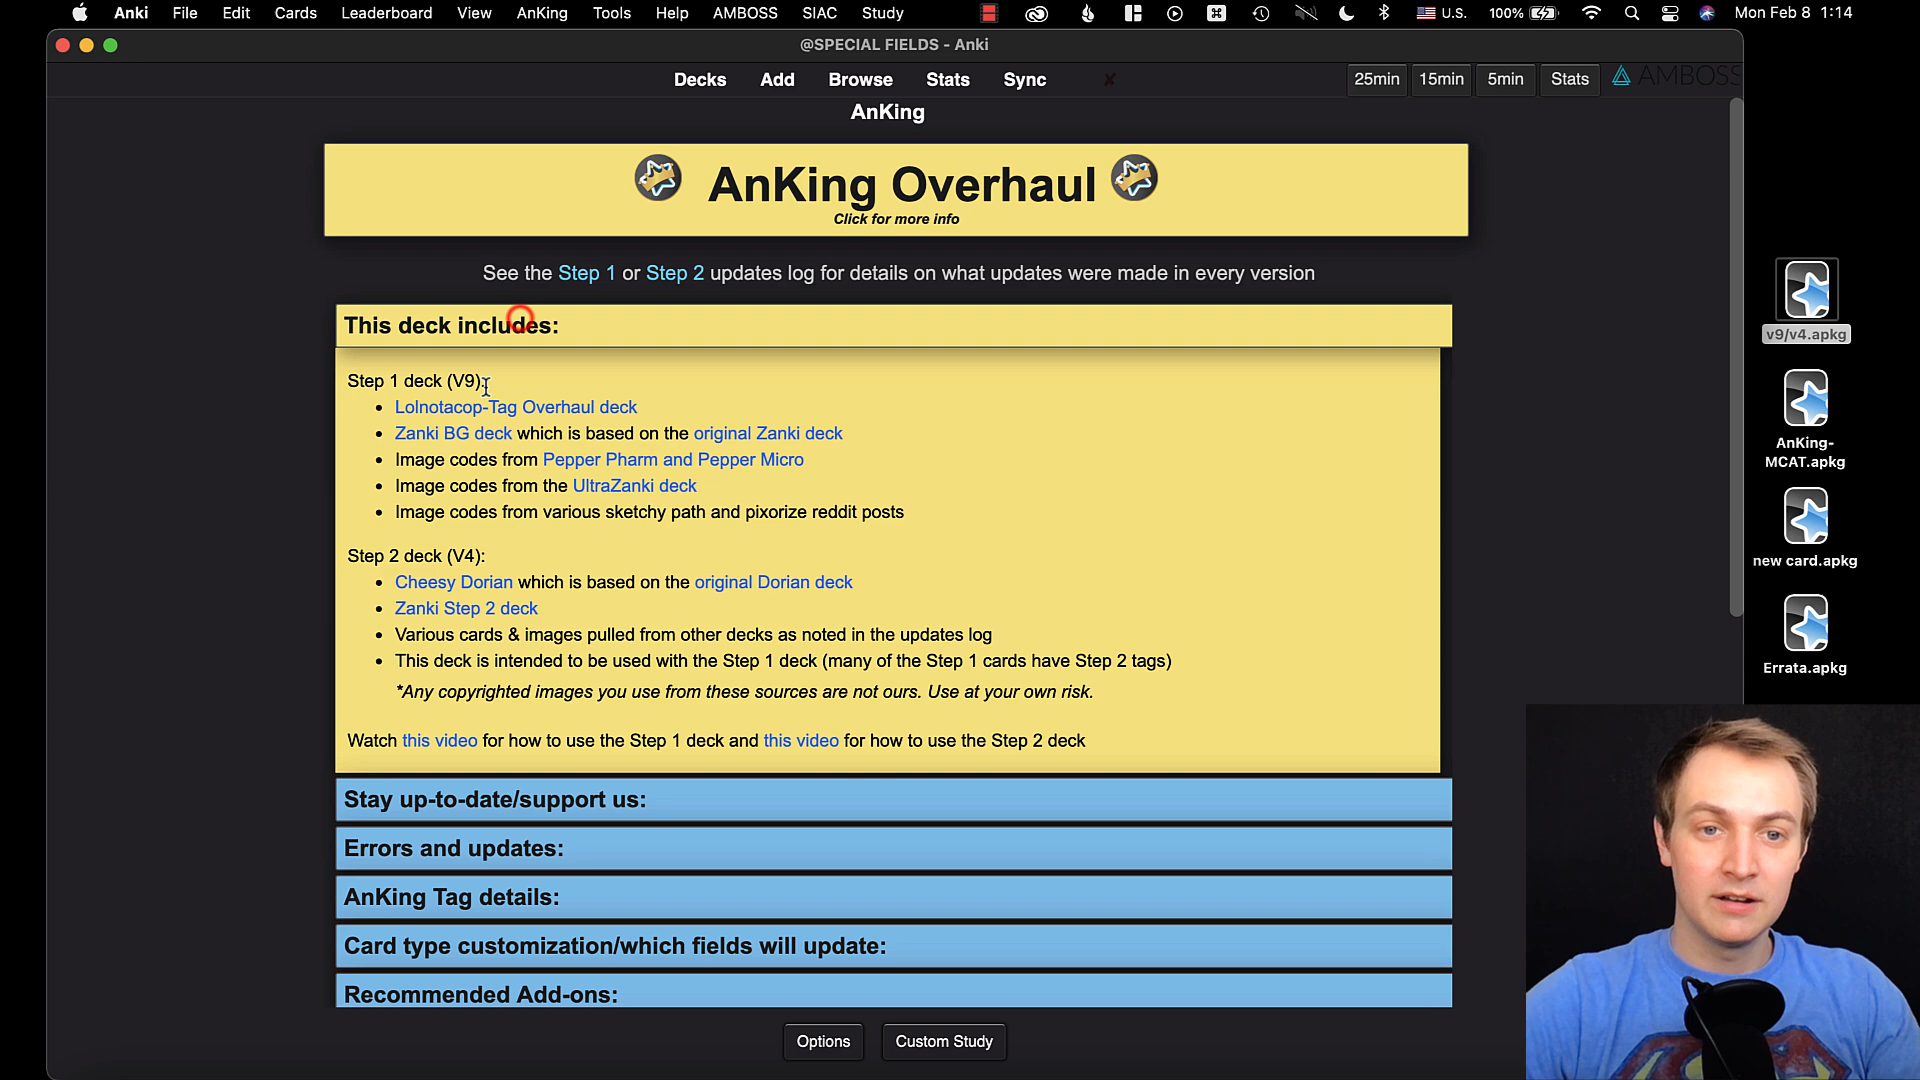 Anki File Edit Cards Leaderboard View AnKing Tools Help AMBOSS SIAC Study U.S. 100% Mon Feb 8 1:14
@SPECIAL FIELDS - Anki
Decks Add Browse Stats Sync ✗ 25min 15min 5min Stats AMBOSS
AnKing
AnKing Overhaul
Click for more info
See the Step 1 or Step 2 updates log for details on what updates were made in every version
This deck includes:
Step 1 deck (V9):
• Lolnotacop-Tag Overhaul deck
• Zanki BG deck which is based on the original Zanki deck
• Image codes from Pepper Pharm and Pepper Micro
• Image codes from the UltraZanki deck
• Image codes from various sketchy path and pixorize reddit posts
Step 2 deck (V4):
• Cheesy Dorian which is based on the original Dorian deck
• Zanki Step 2 deck
• Various cards & images pulled from other decks as noted in the updates log
• This deck is intended to be used with the Step 1 deck (many of the Step 1 cards have Step 2 tags)
*Any copyrighted images you use from these sources are not ours. Use at your own risk.
Watch this video for how to use the Step 1 deck and this video for how to use the Step 2 deck
Stay up-to-date/support us:
Errors and updates:
AnKing Tag details:
Card type customization/which fields will update:
Recommended Add-ons:
Options Custom Study
v9/v4.apkg
AnKing-
MCAT.apkg
new card.apkg
Errata.apkg